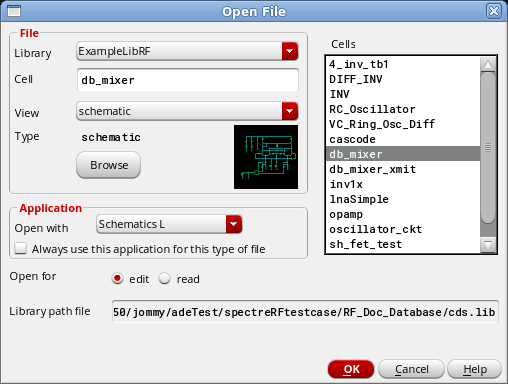 Open File
File
Library ExampleLibRF
Cell db_mixer
View schematic
Type schematic
Browse
Application
Open with Schematics L
Always use this application for this type of file
Open for edit read
Library path file 50/jommy/adeTest/spectreRFtestcase/RF_Doc_Database/cds.lib
Cells
4_inv_tb1
DIFF_INV
INV
RC_Oscillator
VC_Ring_Osc_Diff
cascode
db_mixer
db_mixer_xmit
inv1x
lnaSimple
opamp
oscillator_ckt
sh_fet_test
OK Cancel Help